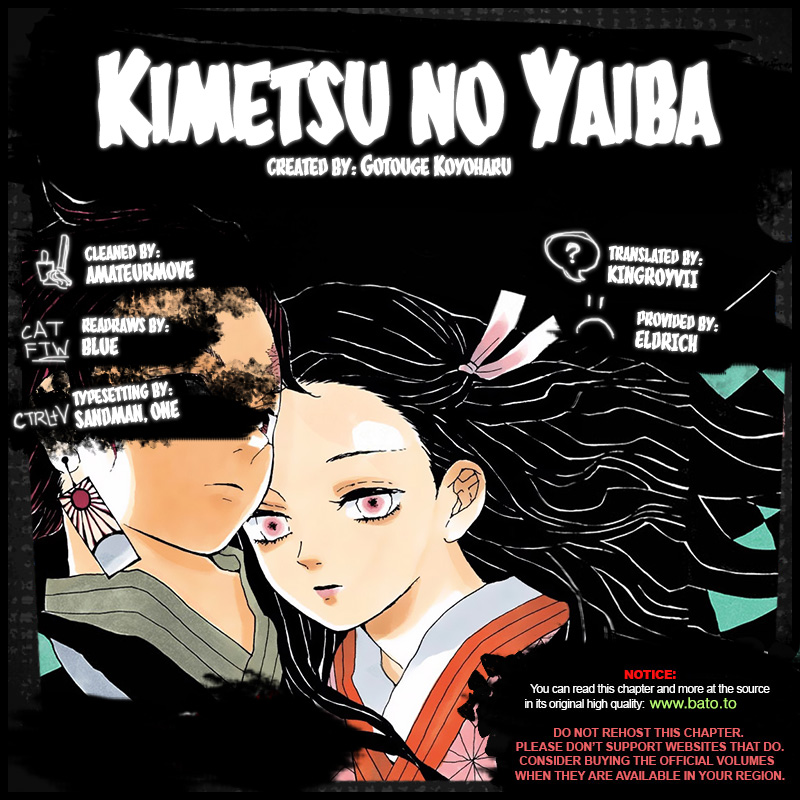 KIMETSU NO YAIBA
CREATED BY: GOTOUGE KOYOHARU
CLEANED BY:
AMATEURMOVE
CAT
FTW
REDRAWS BY:
BLUE
CTRL+V
TYPESETTING BY:
SANDMAN, ONE
?
TRANSLATED BY:
KINGROYVII
PROVIDED BY:
ELDRICH
NOTICE:
You can read this chapter and more at the source
in its original high quality: www.bato.to
DO NOT REHOST THIS CHAPTER.
PLEASE DON'T SUPPORT WEBSITES THAT DO.
CONSIDER BUYING THE OFFICIAL VOLUMES
WHEN THEY ARE AVAILABLE IN YOUR REGION.